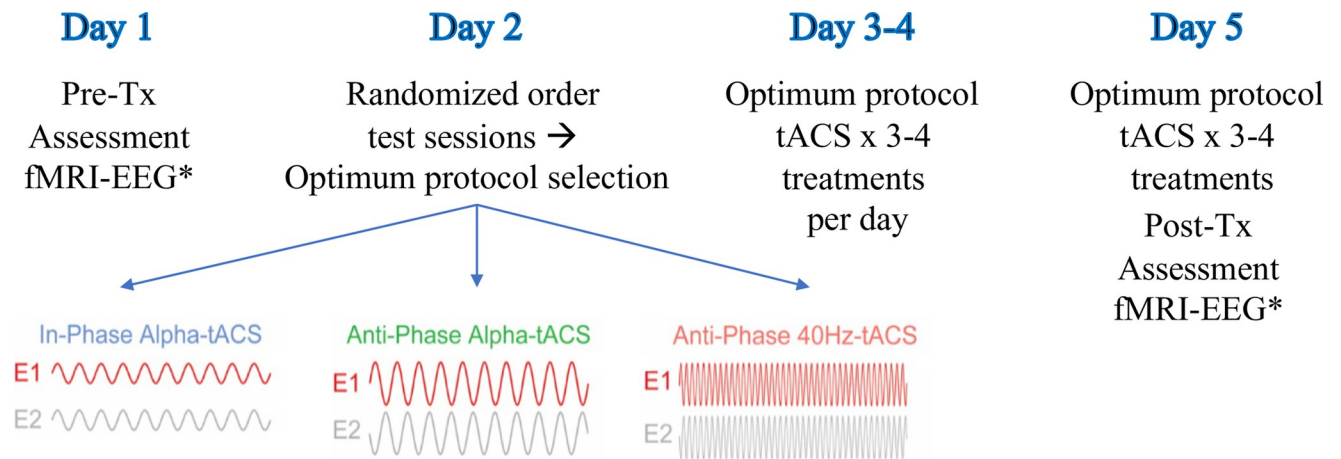 Day 1
Pre-Tx
Assessment
fMRI-EEG*
Day 2
Randomized order
test sessions →
Optimum protocol selection
Day 3-4
Optimum protocol
tACS x 3-4
treatments
per day
Day 5
Optimum protocol
tACS x 3-4
treatments
Post-Tx
Assessment
fMRI-EEG*
In-Phase Alpha-tACS
E1
E2
Anti-Phase Alpha-tACS
E1
E2
Anti-Phase 40Hz-tACS
E1
E2